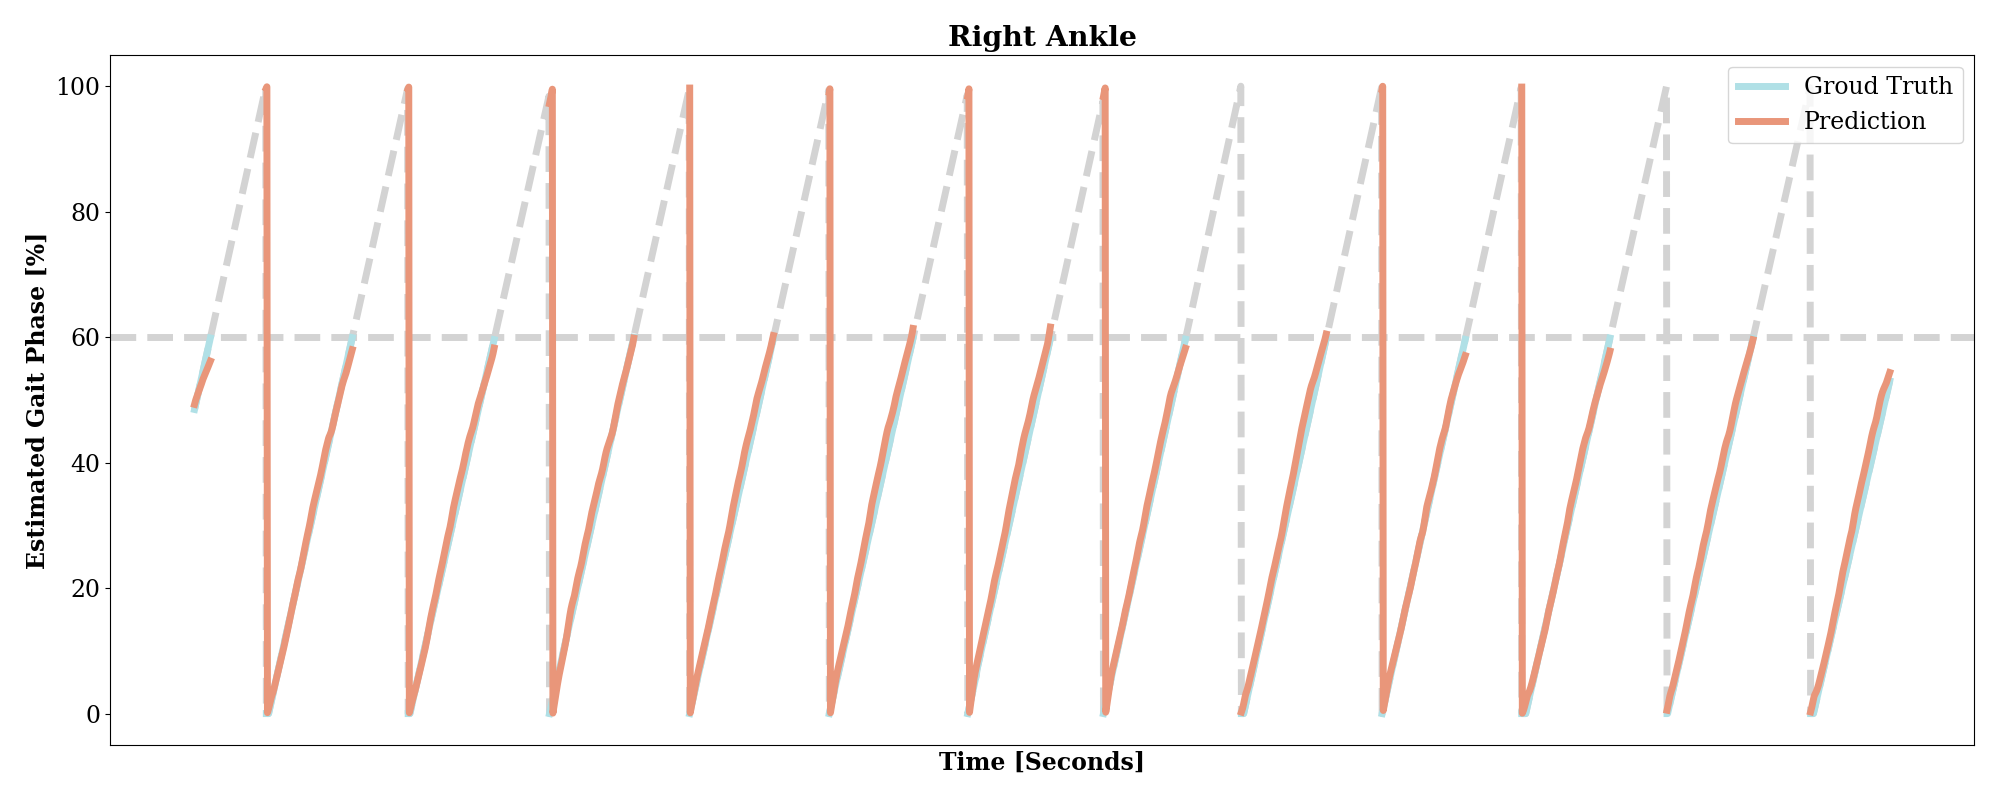 Right Ankle
Groud Truth
Prediction
100
80
60
40
20
0
Estimated Gait Phase [%]
Time [Seconds]